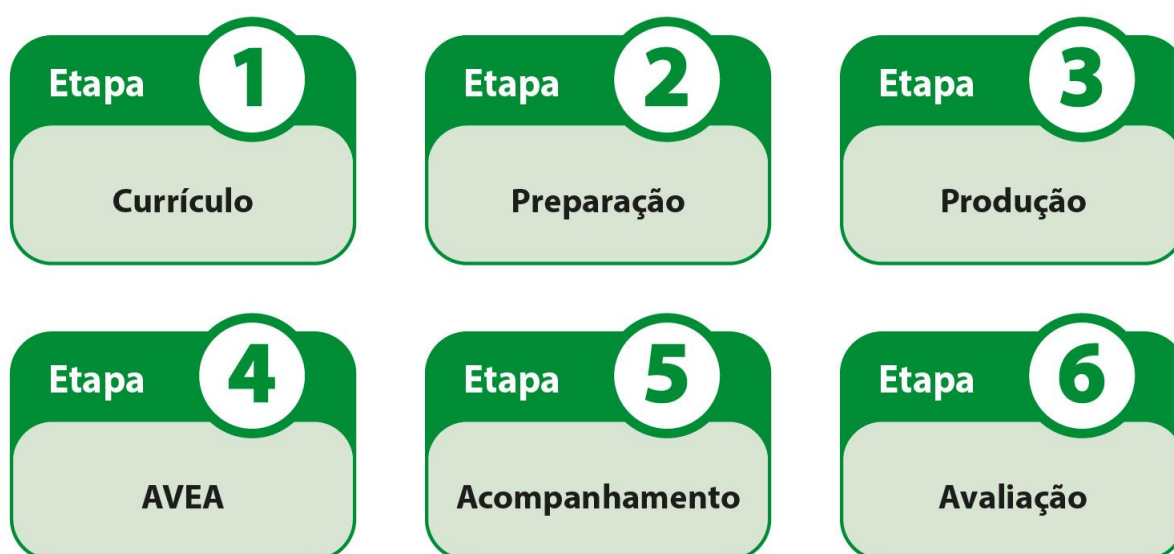 Etapa 1
Currículo
Etapa 2
Preparação
Etapa 3
Produção
Etapa 4
AVEA
Etapa 5
Acompanhamento
Etapa 6
Avaliação